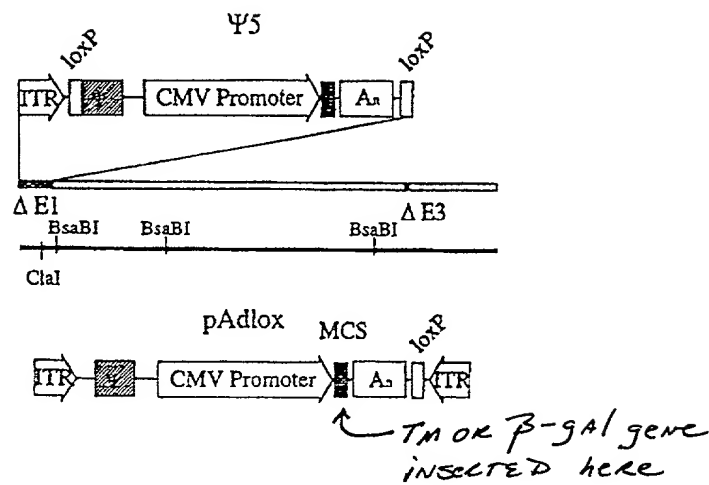 Ψ5
loxP loxP
ITR Ψ CMV Promoter An
Δ E1 Δ E3
BsaBI BsaBI BsaBI
ClaI
pAdlox MCS loxP
ITR Ψ CMV Promoter An ITR
TM OR β-gAl gene
inserted here